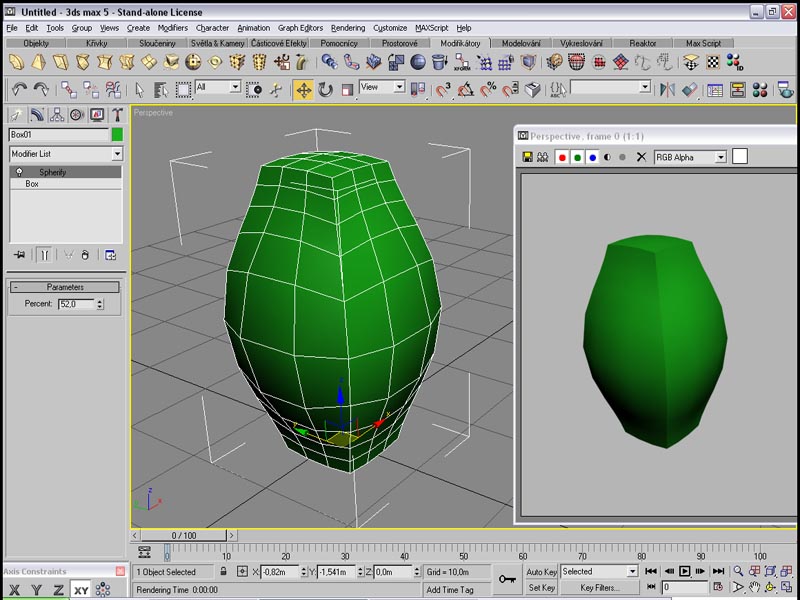 Untitled - 3ds max 5 - Stand-alone License
File Edit Tools Group Views Create Modifiers Character Animation Graph Editors Rendering Customize MAXScript Help
Objekty Křivky Sloučeniny Světla & Kamery Částicové Efekty Pomocníci Prostorové Modifikátory Modelování Vykreslování Reaktor Max Script
XFORM ID
All View ABC
Perspective
Box01
Modifier List
Spherify
Box
- Parameters
Percent: 52,0
Perspective, frame 0 (1:1)
RGB Alpha
z
x
z
x
0 / 100
0 10 20 30 40 50 60 70 80 90 100
Axis Constraints
X Y Z XY
1 Object Selected X: -0,82m Y: -1,541m Z: 0,0m Grid = 10,0m Auto Key Selected
Rendering Time 0:00:00 Add Time Tag Set Key Key Filters... 0